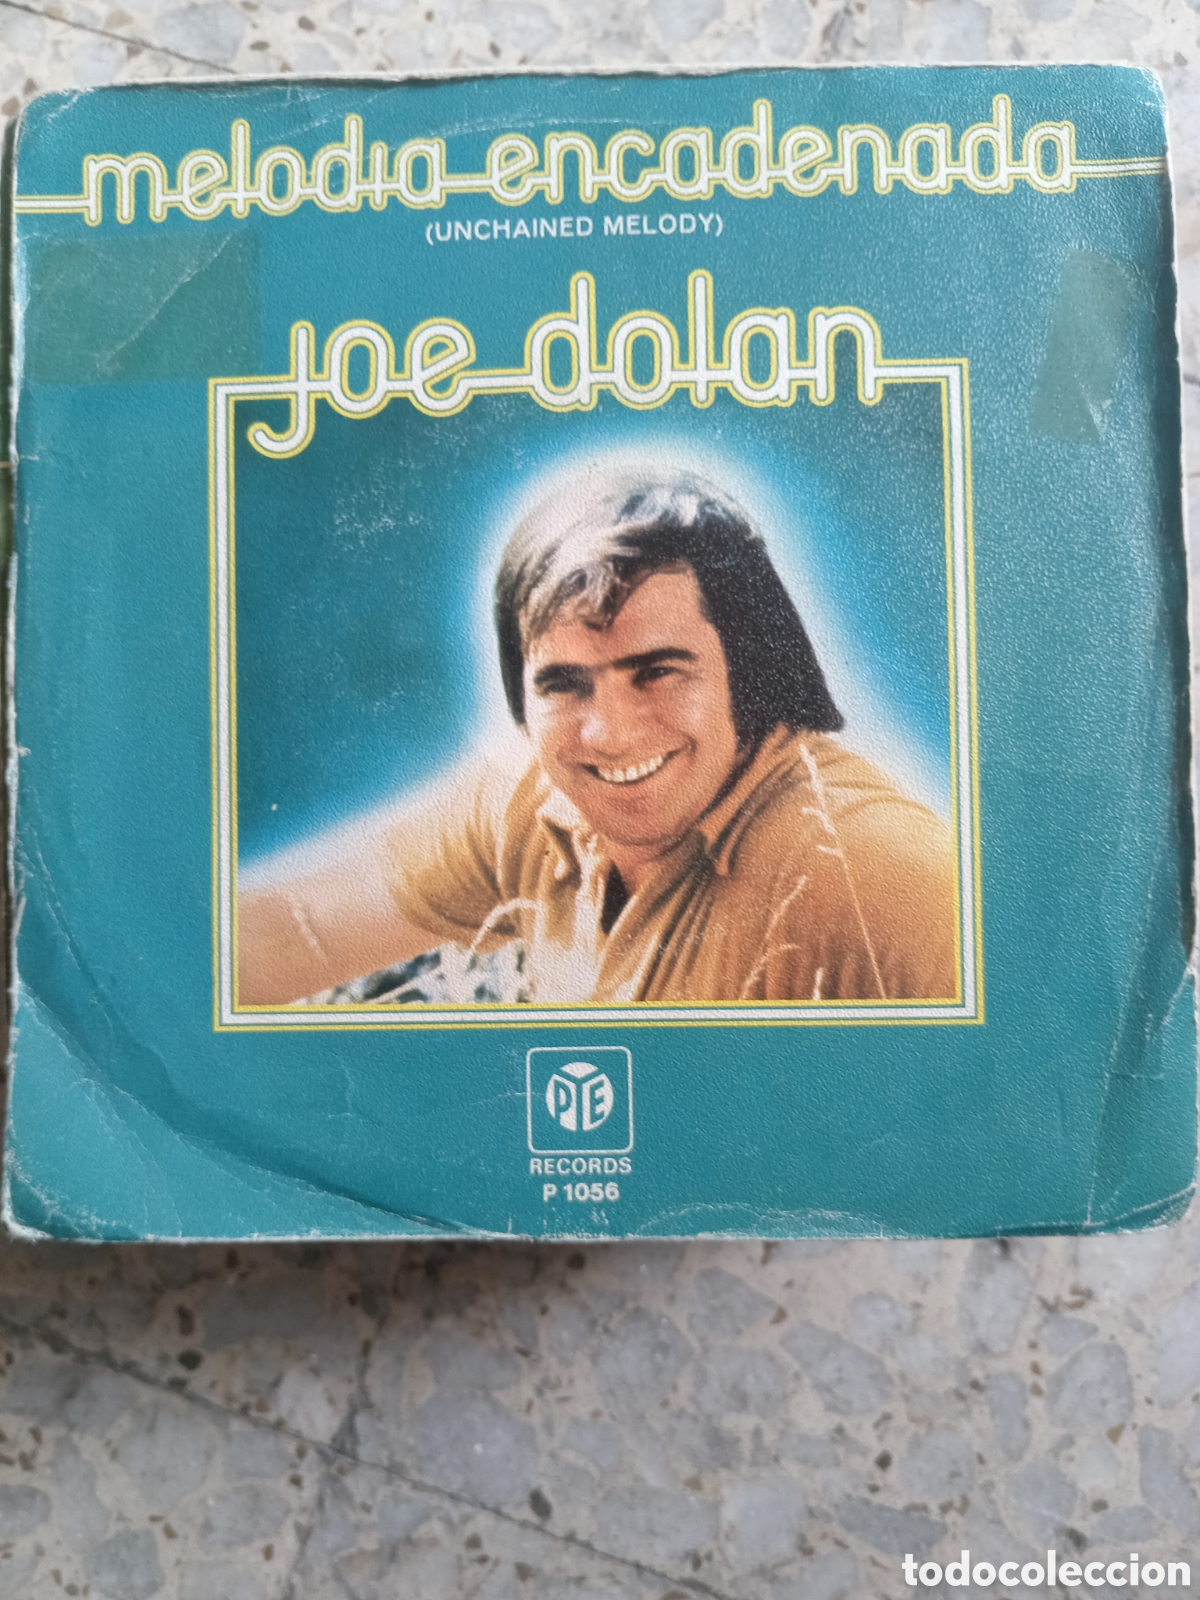 melodia encadenada
(UNCHAINED MELODY)
joe dolan
PYE
RECORDS
P 1056
todocoleccion